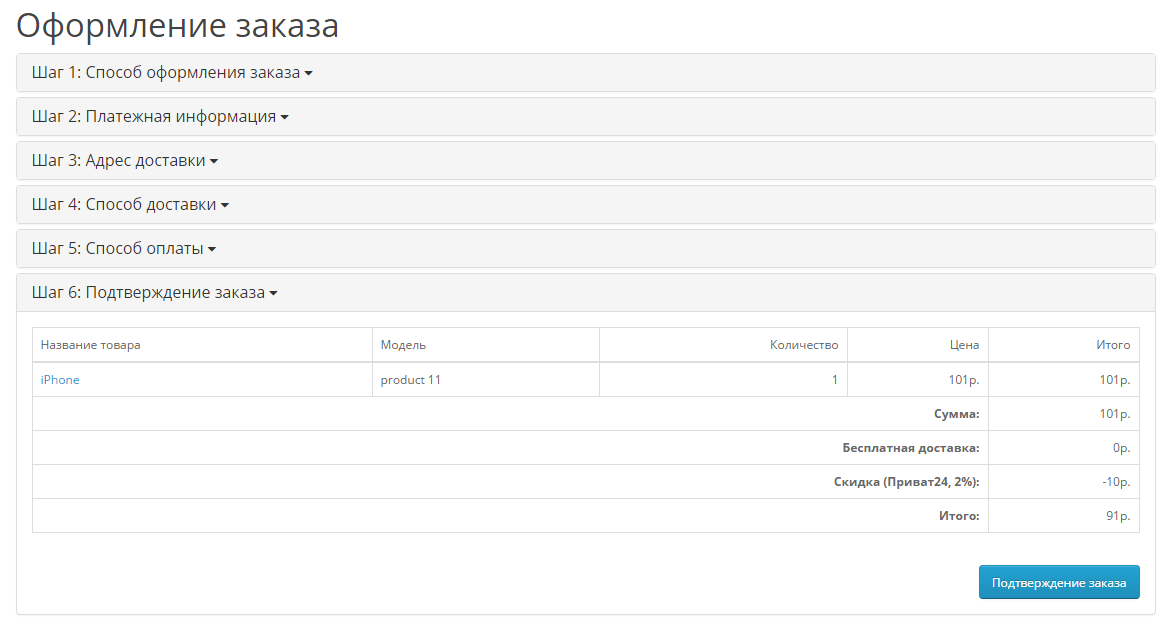 Оформление заказа
Шаг 1: Способ оформления заказа
Шаг 2: Платежная информация
Шаг 3: Адрес доставки
Шаг 4: Способ доставки
Шаг 5: Способ оплаты
Шаг 6: Подтверждение заказа
Название товара Модель Количество Цена Итого
iPhone product 11 1 101р. 101р.
Сумма: 101р.
Бесплатная доставка: 0р.
Скидка (Приват24, 2%): -10р.
Итого: 91р.
Подтверждение заказа